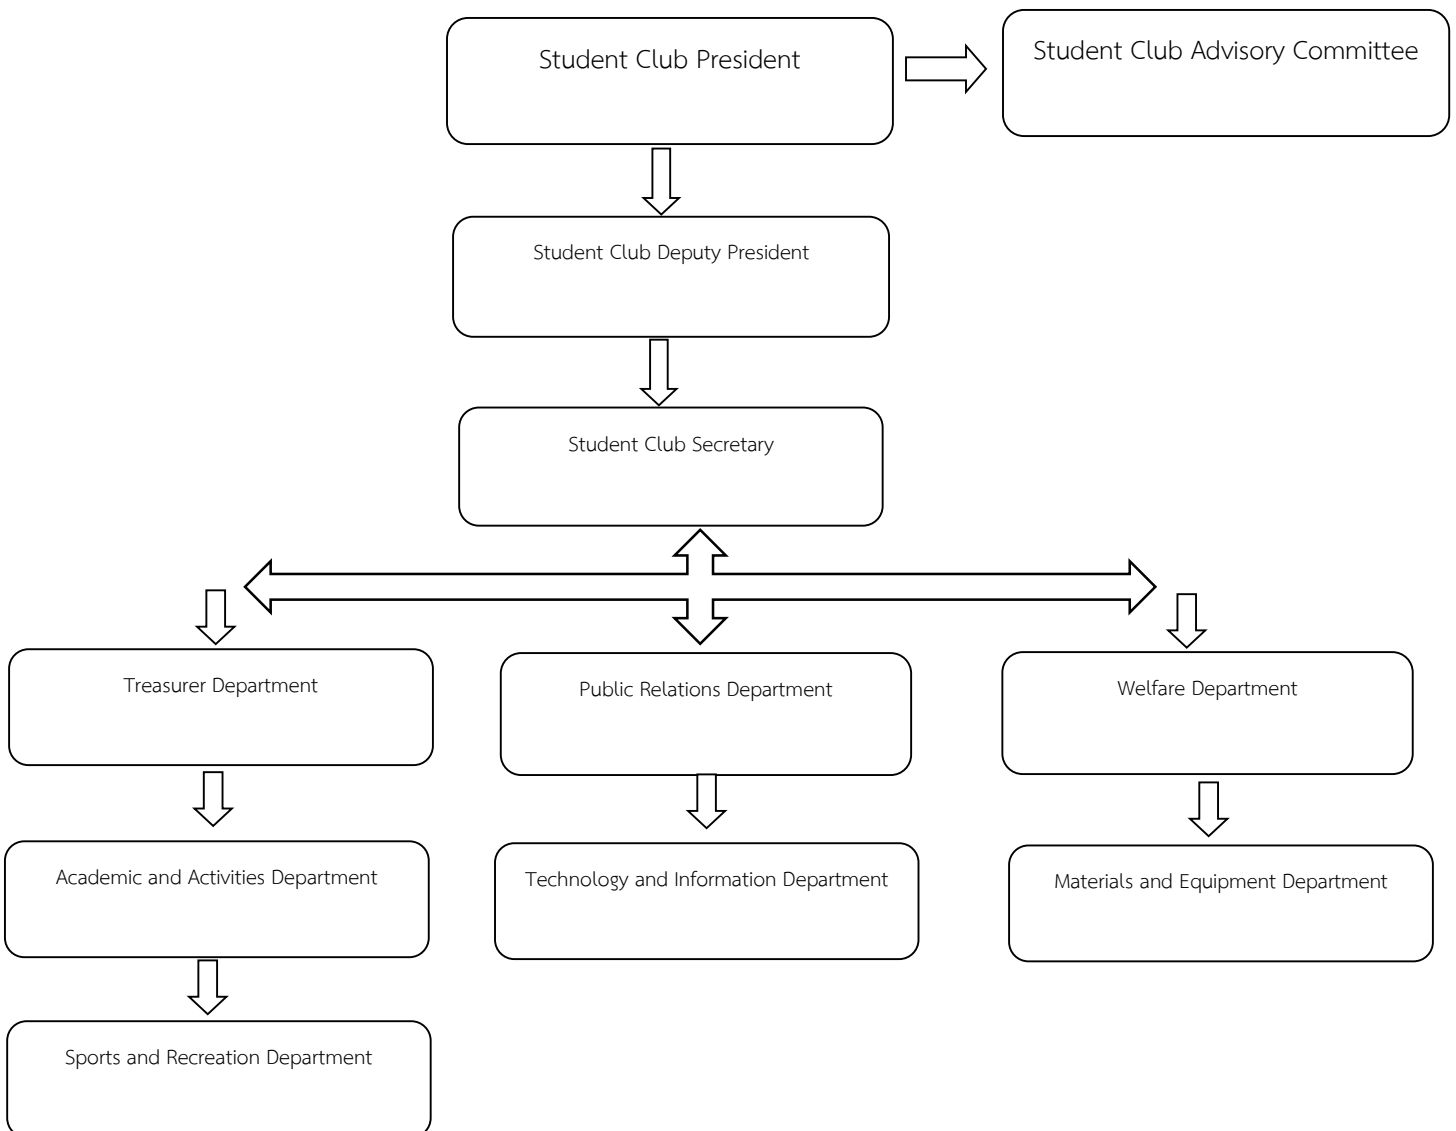 Student Club President
Student Club Advisory Committee
Student Club Deputy President
Student Club Secretary
Treasurer Department
Public Relations Department
Welfare Department
Academic and Activities Department
Technology and Information Department
Materials and Equipment Department
Sports and Recreation Department